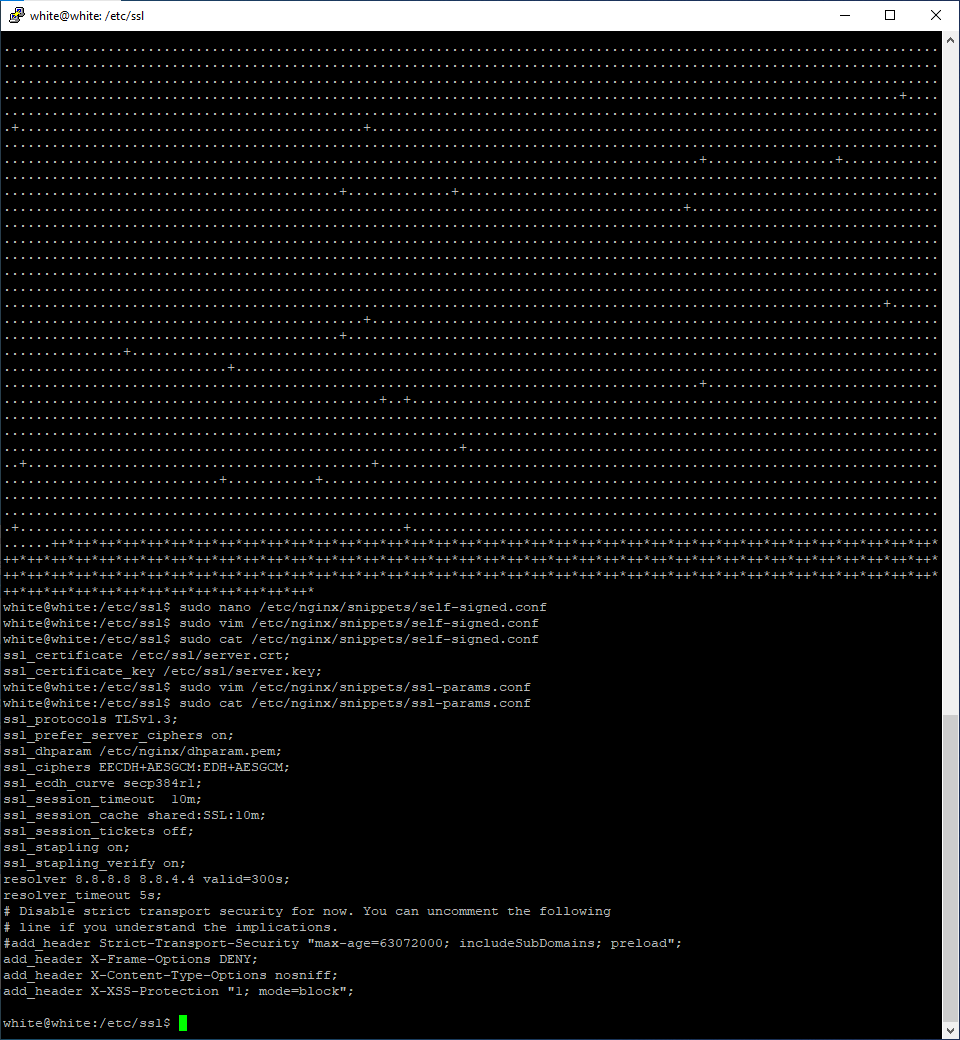 white@white: /etc/ssl
white@white:/etc/ssl$ sudo nano /etc/nginx/snippets/self-signed.conf
white@white:/etc/ssl$ sudo vim /etc/nginx/snippets/self-signed.conf
white@white:/etc/ssl$ sudo cat /etc/nginx/snippets/self-signed.conf
ssl_certificate /etc/ssl/server.crt;
ssl_certificate_key /etc/ssl/server.key;
white@white:/etc/ssl$ sudo vim /etc/nginx/snippets/ssl-params.conf
white@white:/etc/ssl$ sudo cat /etc/nginx/snippets/ssl-params.conf
ssl_protocols TLSv1.3;
ssl_prefer_server_ciphers on;
ssl_dhparam /etc/nginx/dhparam.pem;
ssl_ciphers EECDH+AESGCM:EDH+AESGCM;
ssl_ecdh_curve secp384r1;
ssl_session_timeout  10m;
ssl_session_cache shared:SSL:10m;
ssl_session_tickets off;
ssl_stapling on;
ssl_stapling_verify on;
resolver 8.8.8.8 8.8.4.4 valid=300s;
resolver_timeout 5s;
# Disable strict transport security for now. You can uncomment the following
# line if you understand the implications.
#add_header Strict-Transport-Security "max-age=63072000; includeSubDomains; preload";
add_header X-Frame-Options DENY;
add_header X-Content-Type-Options nosniff;
add_header X-XSS-Protection "1; mode=block";
white@white:/etc/ssl$